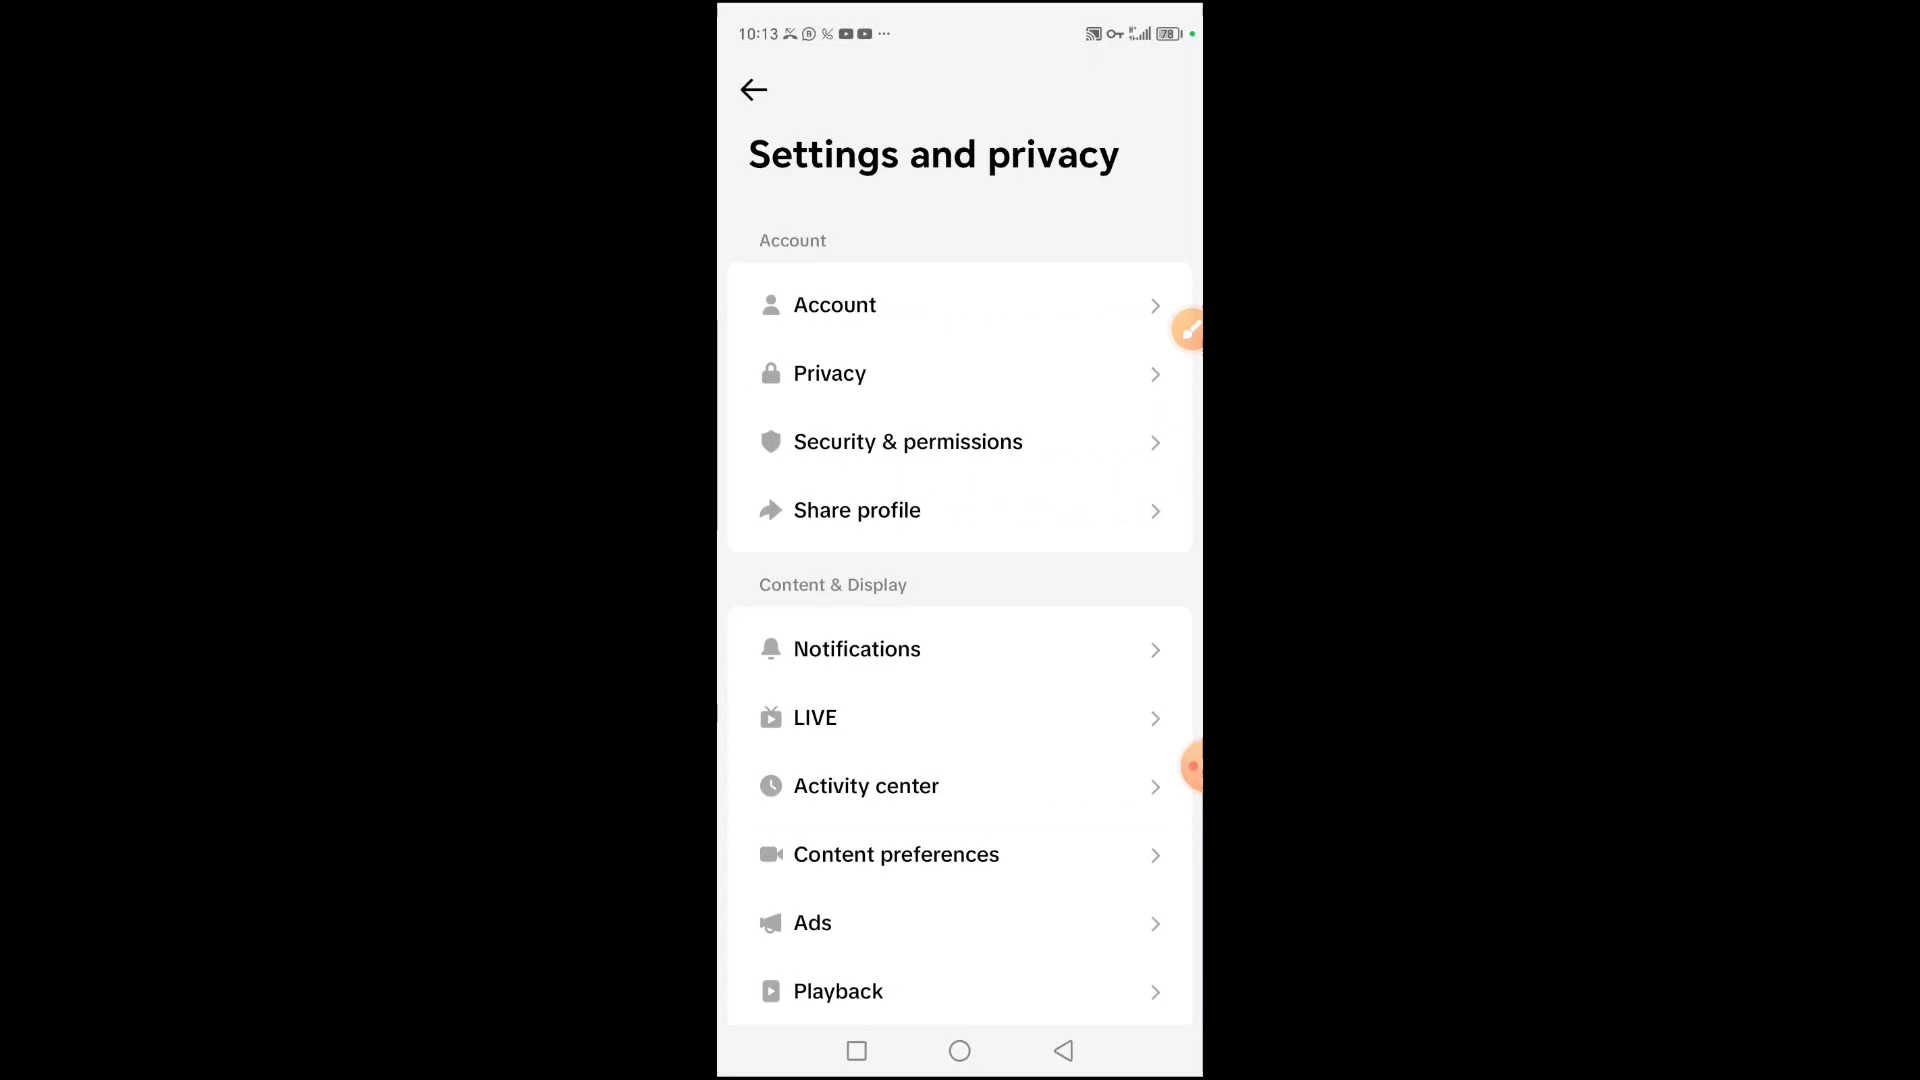 10:13
78
Settings and privacy
Account
Account
Privacy
Security & permissions
Share profile
Content & Display
Notifications
LIVE
Activity center
Content preferences
Ads
Playback